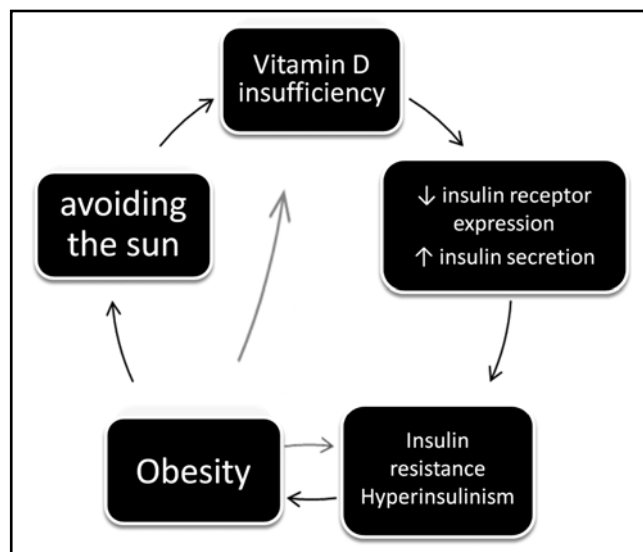 Vitamin D
insufficiency
avoiding
the sun
↓ insulin receptor
expression
↑ insulin secretion
Obesity
Insulin
resistance
Hyperinsulinism